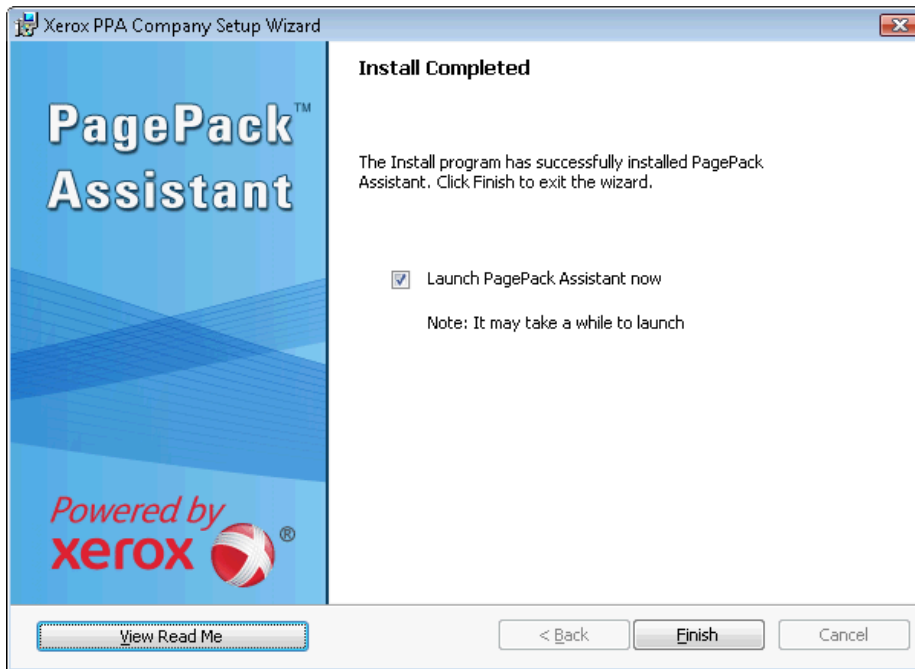 Xerox PPA Company Setup Wizard
PagePack™
Assistant
Install Completed
The Install program has successfully installed PagePack
Assistant. Click Finish to exit the wizard.
Launch PagePack Assistant now
Note: It may take a while to launch
Powered by
xerox ®
View Read Me
< Back
Finish
Cancel